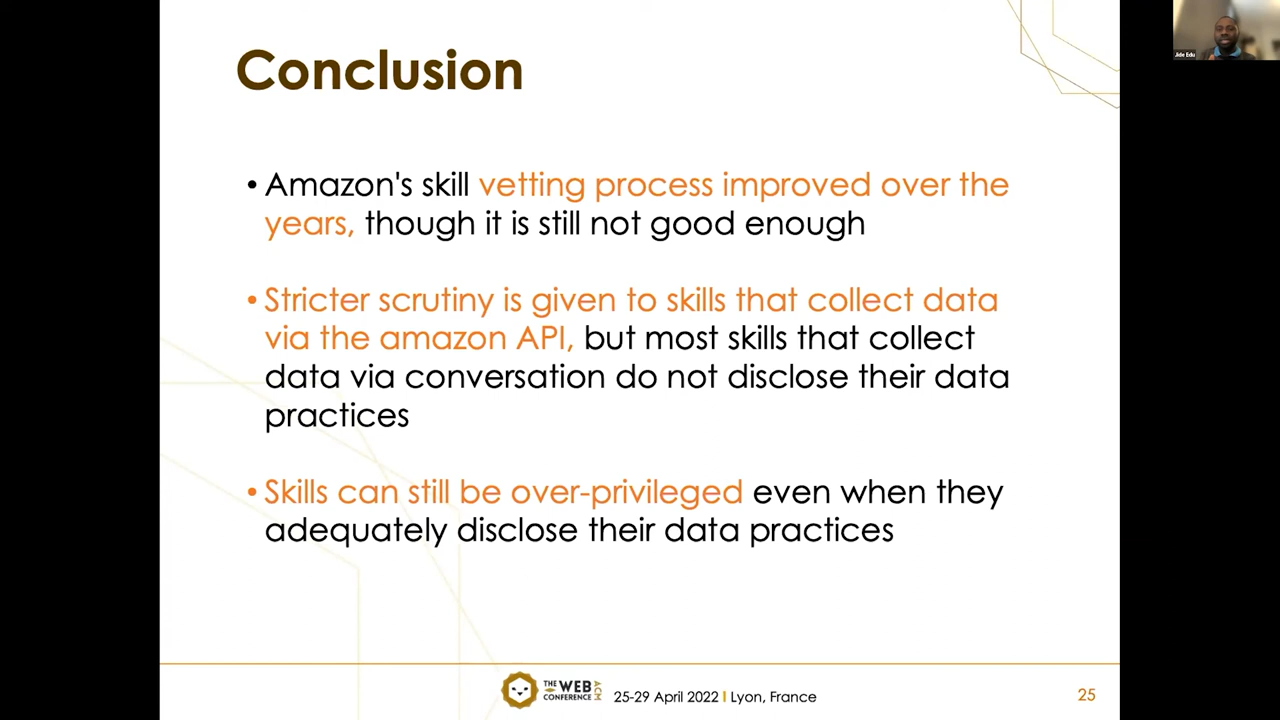 Conclusion
Jide Edu
• Amazon's skill vetting process improved over the
years, though it is still not good enough
• Stricter scrutiny is given to skills that collect data
via the amazon API, but most skills that collect
data via conversation do not disclose their data
practices
• Skills can still be over-privileged even when they
adequately disclose their data practices
THE WEB
CONFERENCE
ACM
25-29 April 2022 I Lyon, France
25